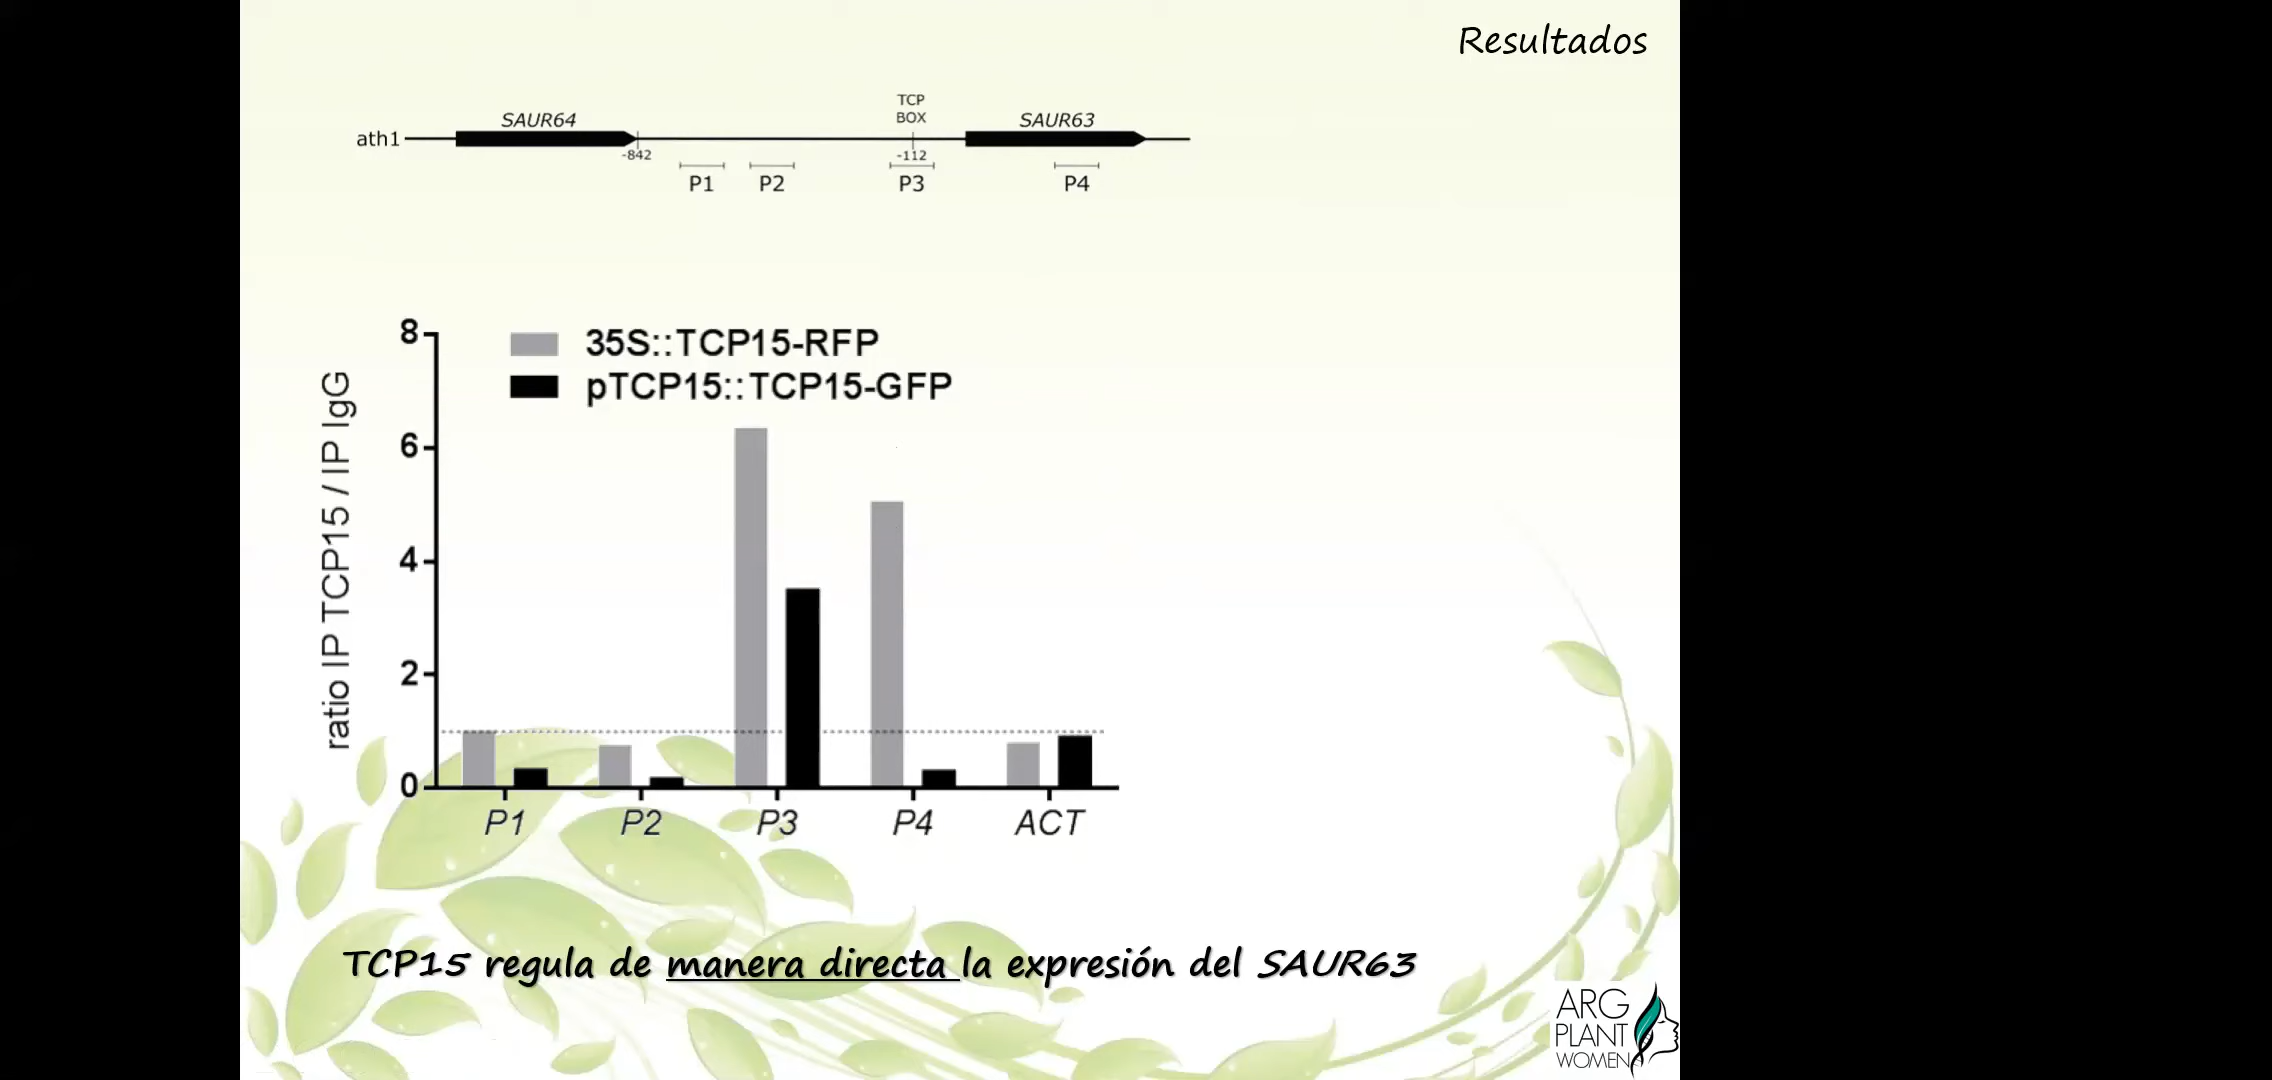 Resultados
TCP
BOX
SAUR64
SAUR63
ath1
-842
-112
P1
P2
P3
P4
35S::TCP15-RFP
pTCP15::TCP15-GFP
ratio IP TCP15 / IP IgG
8
6
4
2
0
P1
P2
P3
P4
ACT
TCP15 regula de manera directa la expresión del SAUR63
ARG
PLANT
WOMEN